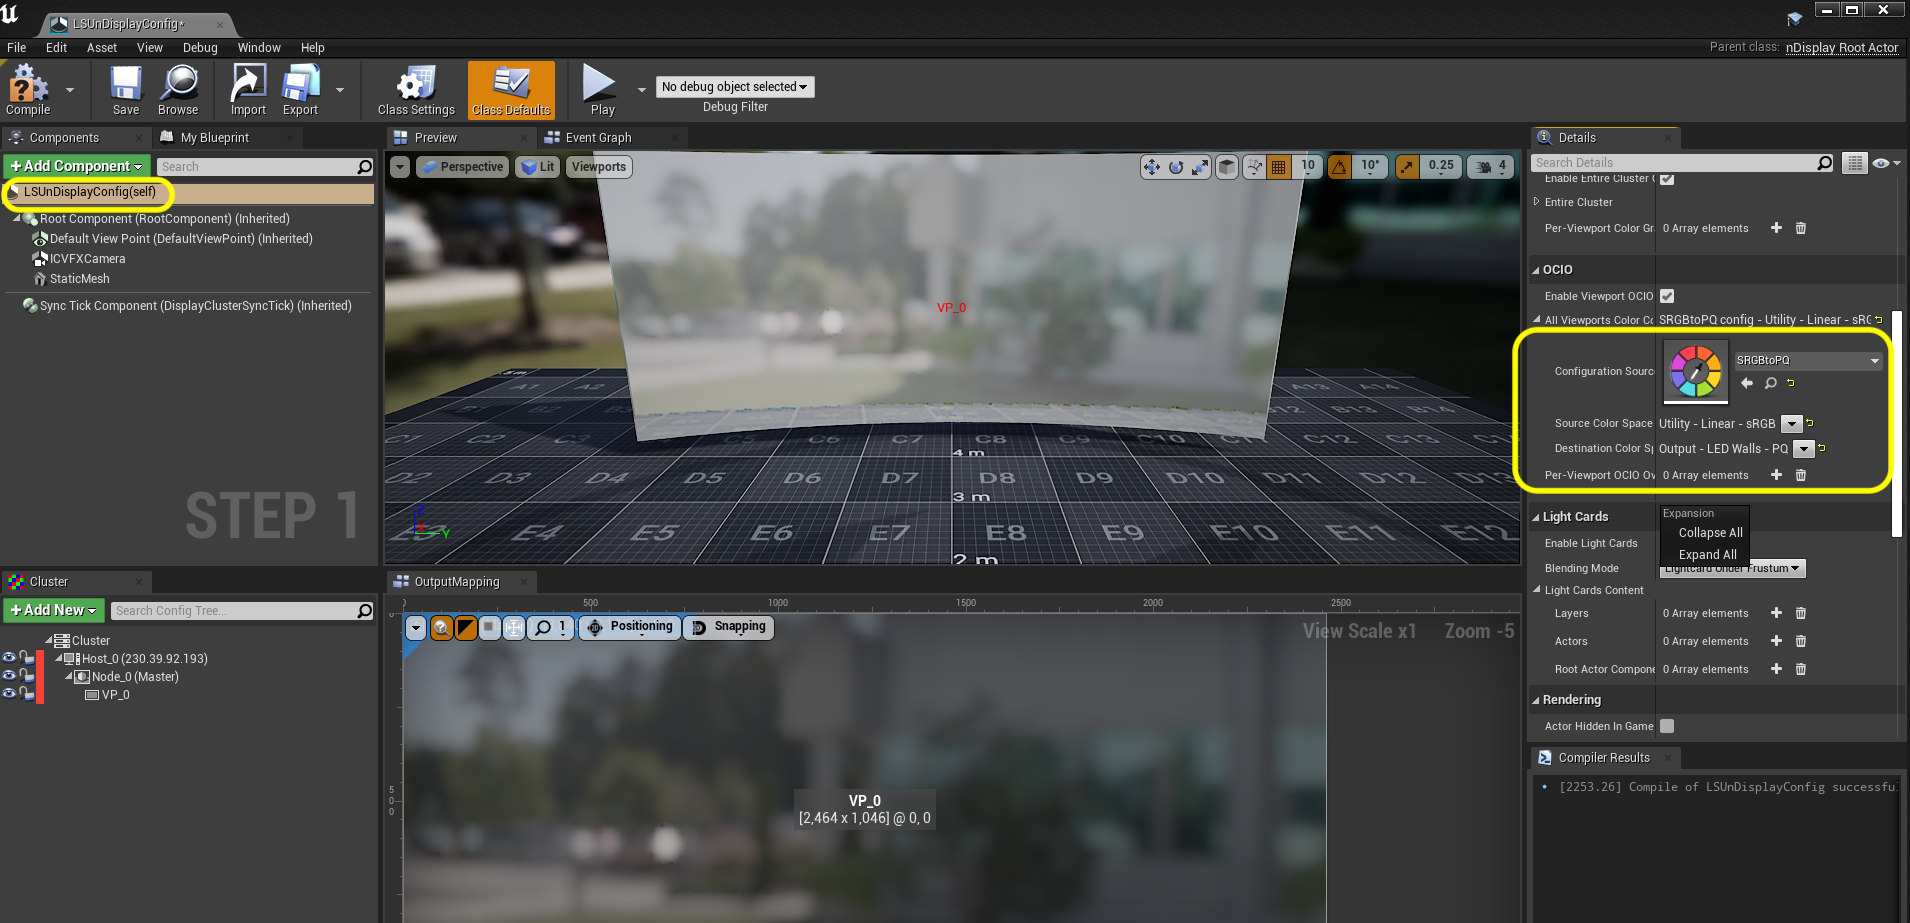 LSUnDisplayConfig*
File Edit Asset View Debug Window Help
Parent class: nDisplay Root Actor
Compile Save Browse Import Export Class Settings Class Defaults Play
No debug object selected
Debug Filter
Components
My Blueprint
+Add Component
Search
LSUnDisplayConfig(self)
Root Component (RootComponent) (Inherited)
Default View Point (DefaultViewPoint) (Inherited)
ICVFXCamera
StaticMesh
Sync Tick Component (DisplayClusterSyncTick) (Inherited)
STEP 1
Preview
Event Graph
Perspective Lit Viewports
10 10° 0.25 4
VP_0
A1 A2 A13 A14
B2
C1 C2 C3 C4 C5 C6 C7 C8 C9 C10 C11 C12
4 m
D4 D5 D6 D7 D8 D9 D10 D11
3 m
E4 E5 E6 E7 E8 E9 E10 E11 E12
2 m
Z
X
Y
Cluster
+Add New
Search Config Tree...
Cluster
Host_0 (230.39.92.193)
Node_0 (Master)
VP_0
OutputMapping
0 500 1000 1500 2000 2500
1 Positioning Snapping
View Scale x1 Zoom -5
500
VP_0
[2,464 x 1,046] @ 0, 0
Details
Search Details
Enable Entire Cluster C
Entire Cluster
Per-Viewport Color Gr 0 Array elements
OCIO
Enable Viewport OCIO
All Viewports Color Co SRGBtoPQ config - Utility - Linear - sRG
Configuration Sourc SRGBtoPQ
Source Color Space Utility - Linear - sRGB
Destination Color Sp Output - LED Walls - PQ
Per-Viewport OCIO Ov 0 Array elements
Light Cards
Expansion
Collapse All
Expand All
Enable Light Cards
Blending Mode Lightcard Under Frustum
Light Cards Content
Layers 0 Array elements
Actors 0 Array elements
Root Actor Compone 0 Array elements
Rendering
Actor Hidden In Game
Compiler Results
[2253.26] Compile of LSUnDisplayConfig successfu